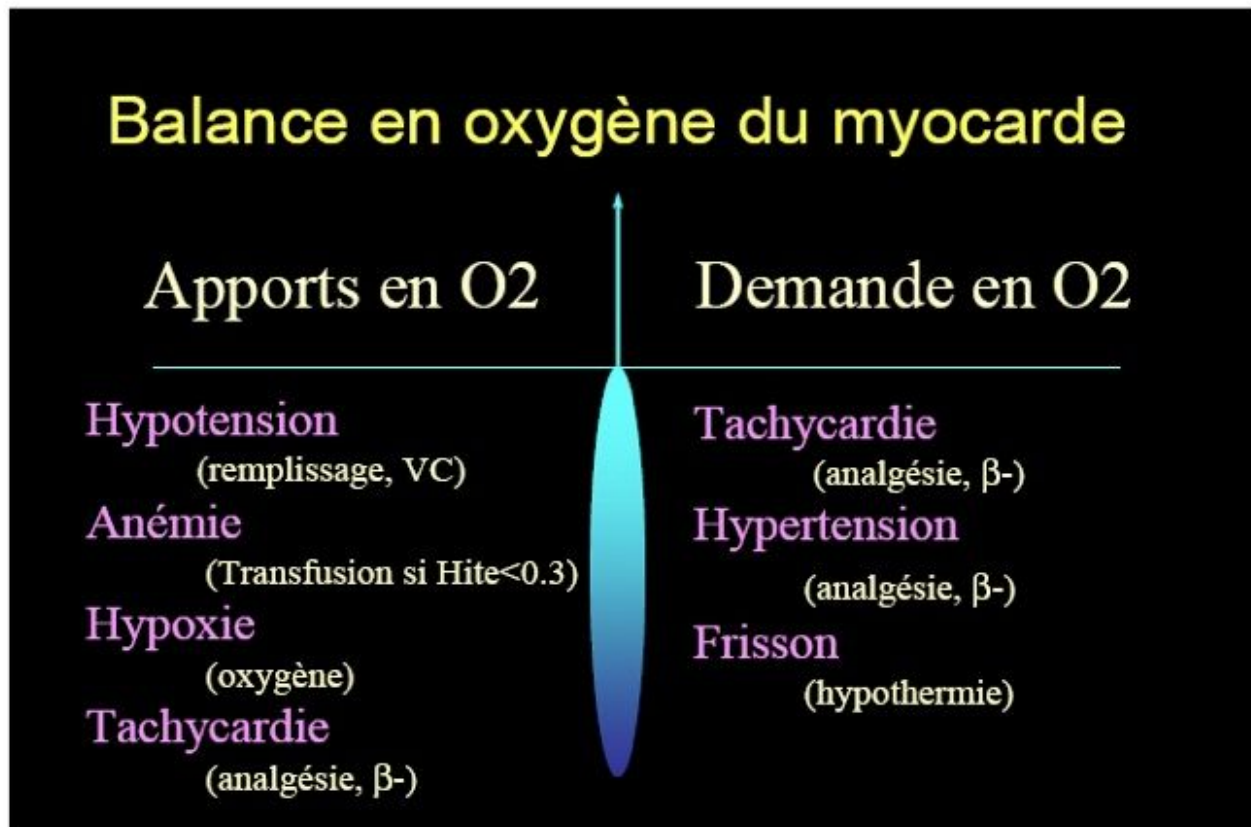 Balance en oxygène du myocarde
Apports en O2
Hypotension
(remplissage, VC)
Anémie
(Transfusion si Hite<0.3)
Hypoxie
(oxygène)
Tachycardie
(analgésie, β-)
Demande en O2
Tachycardie
(analgésie, β-)
Hypertension
(analgésie, β-)
Frisson
(hypothermie)